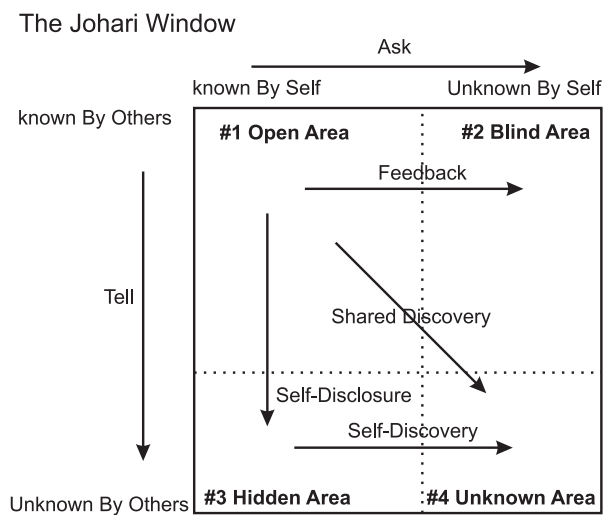 The Johari Window
Ask
known By Self
Unknown By Self
known By Others
#1 Open Area
#2 Blind Area
Feedback
Tell
Shared Discovery
Self-Disclosure
Self-Discovery
Unknown By Others
#3 Hidden Area
#4 Unknown Area